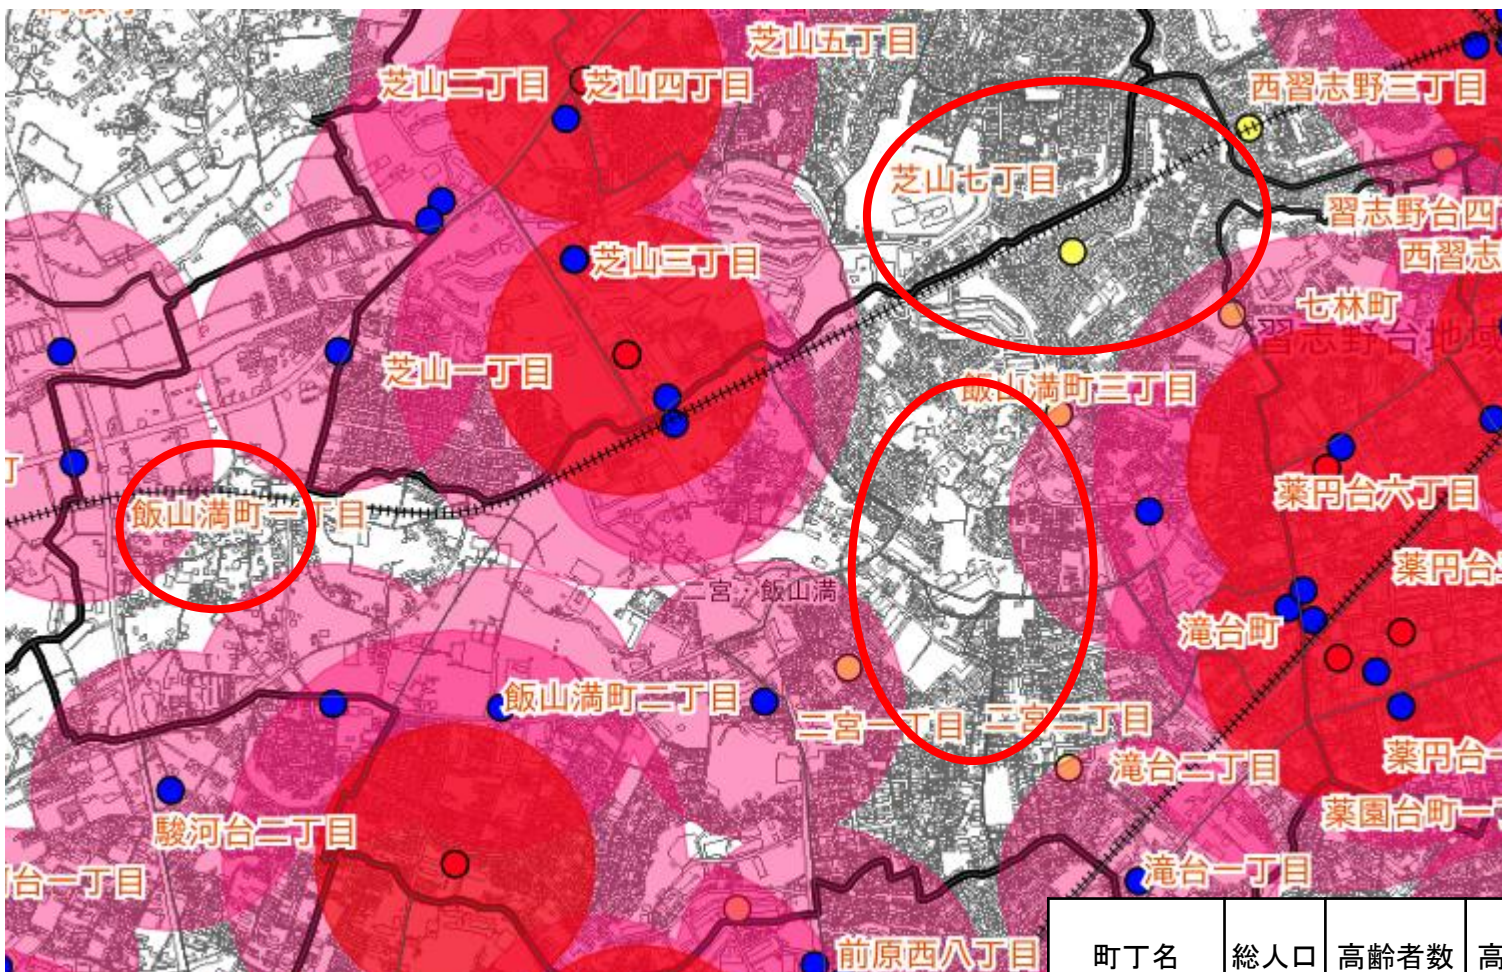 芝山五丁目
芝山二丁目
芝山四丁目
西習志野三丁目
芝山七丁目
習志野台四
芝山三丁目
西習志
七林町
習志野台地域
芝山一丁目
飯山満町三丁目
町
薬円台六丁目
飯山満町一丁目
薬円台
二宮・飯山満
滝台町
飯山満町二丁目
二宮一丁目
二宮二丁目
滝台二丁目
薬円台一
薬園台町一
駿河台二丁目
台一丁目
滝台一丁目
前原西八丁目
町丁名 総人口 高齢者数 高